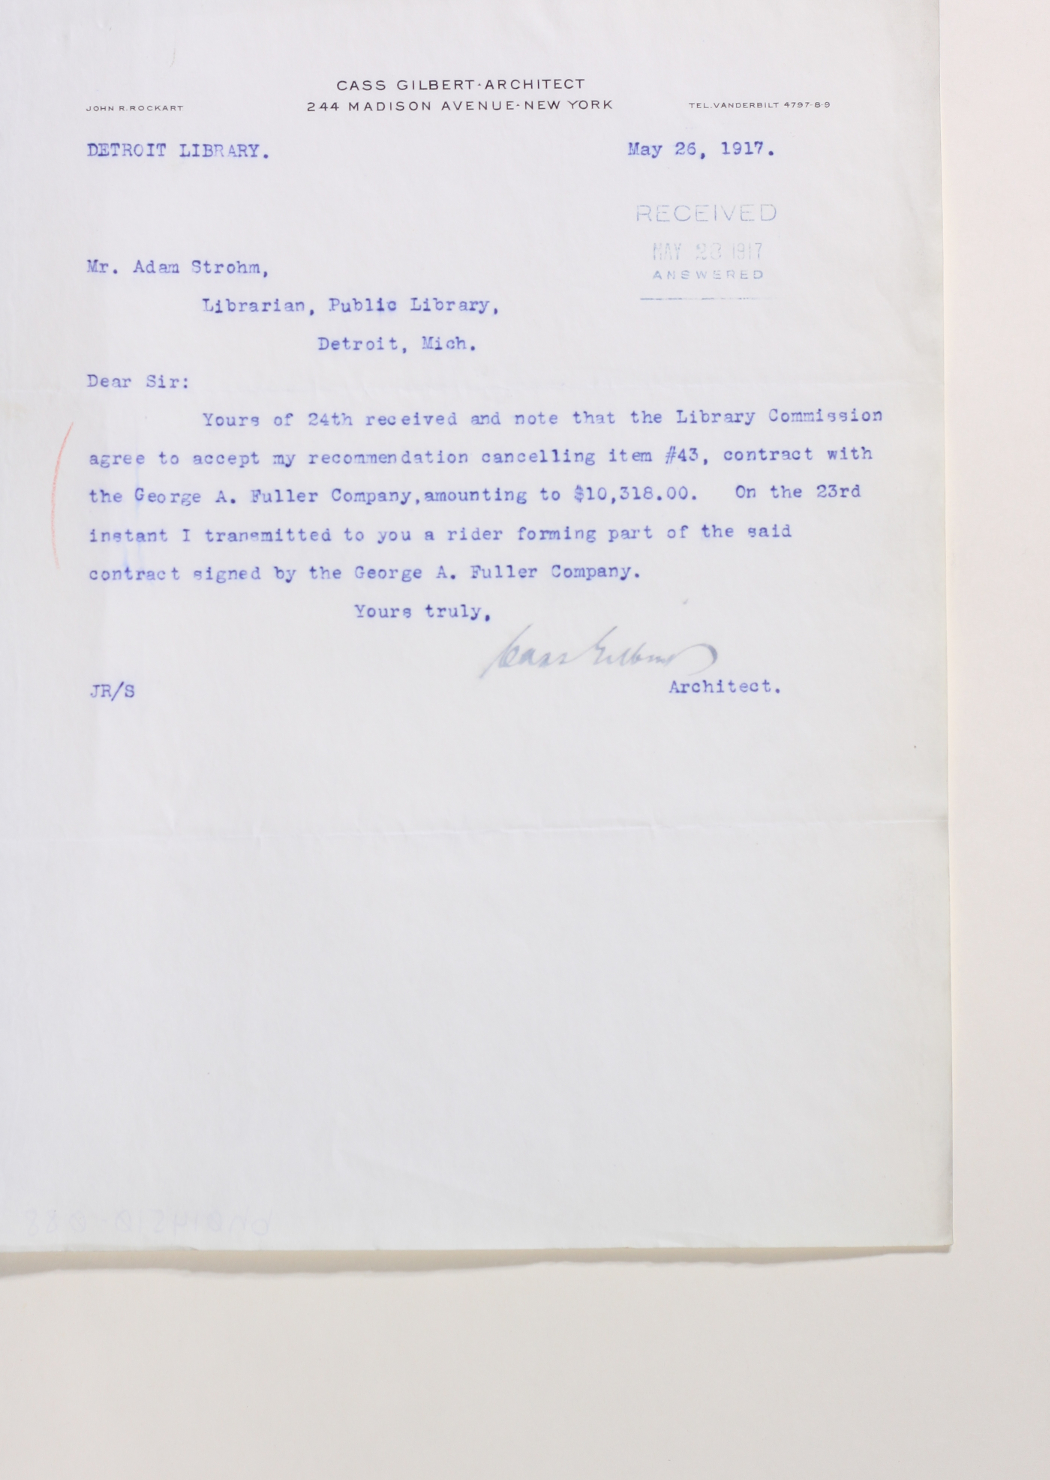 CASS GILBERT·ARCHITECT
JOHN R. ROCKART 244 MADISON AVENUE·NEW YORK TEL. VANDERBILT 4797-8-9
DETROIT LIBRARY. May 26, 1917.
RECEIVED
MAY 28 1917
ANSWERED
Mr. Adam Strohm,
Librarian, Public Library,
Detroit, Mich.
Dear Sir:
Yours of 24th received and note that the Library Commission
agree to accept my recommendation cancelling item #43, contract with
the George A. Fuller Company,amounting to $10,318.00. On the 23rd
instant I transmitted to you a rider forming part of the said
contract signed by the George A. Fuller Company.
Yours truly,
Cass Gilbert
Architect.
JR/S